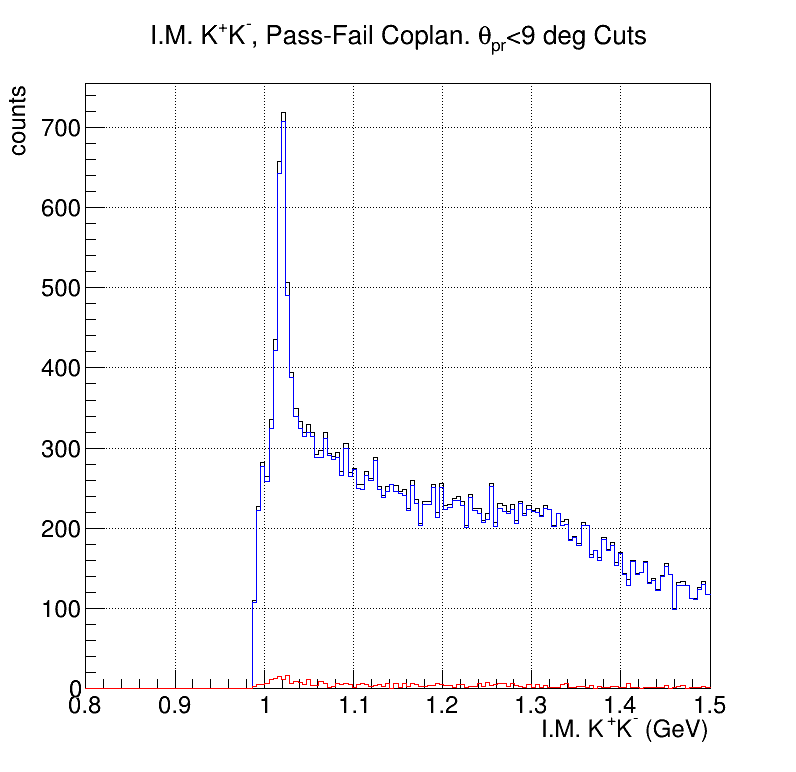 I.M. K⁺K⁻, Pass-Fail Coplan. θpr<9 deg Cuts
counts
700
600
500
400
300
200
100
0
0.8 0.9 1 1.1 1.2 1.3 1.4 1.5
I.M. K⁺K⁻ (GeV)